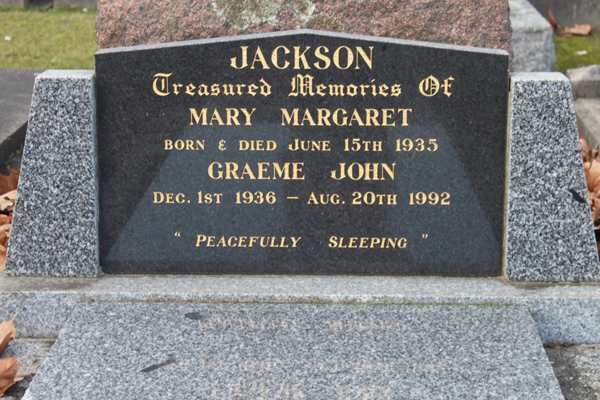 JACKSON
Treasured Memories Of
MARY MARGARET
BORN & DIED JUNE 15TH 1935
GRAEME JOHN
DEC. 1ST 1936 – AUG. 20TH 1992
" PEACEFULLY SLEEPING "